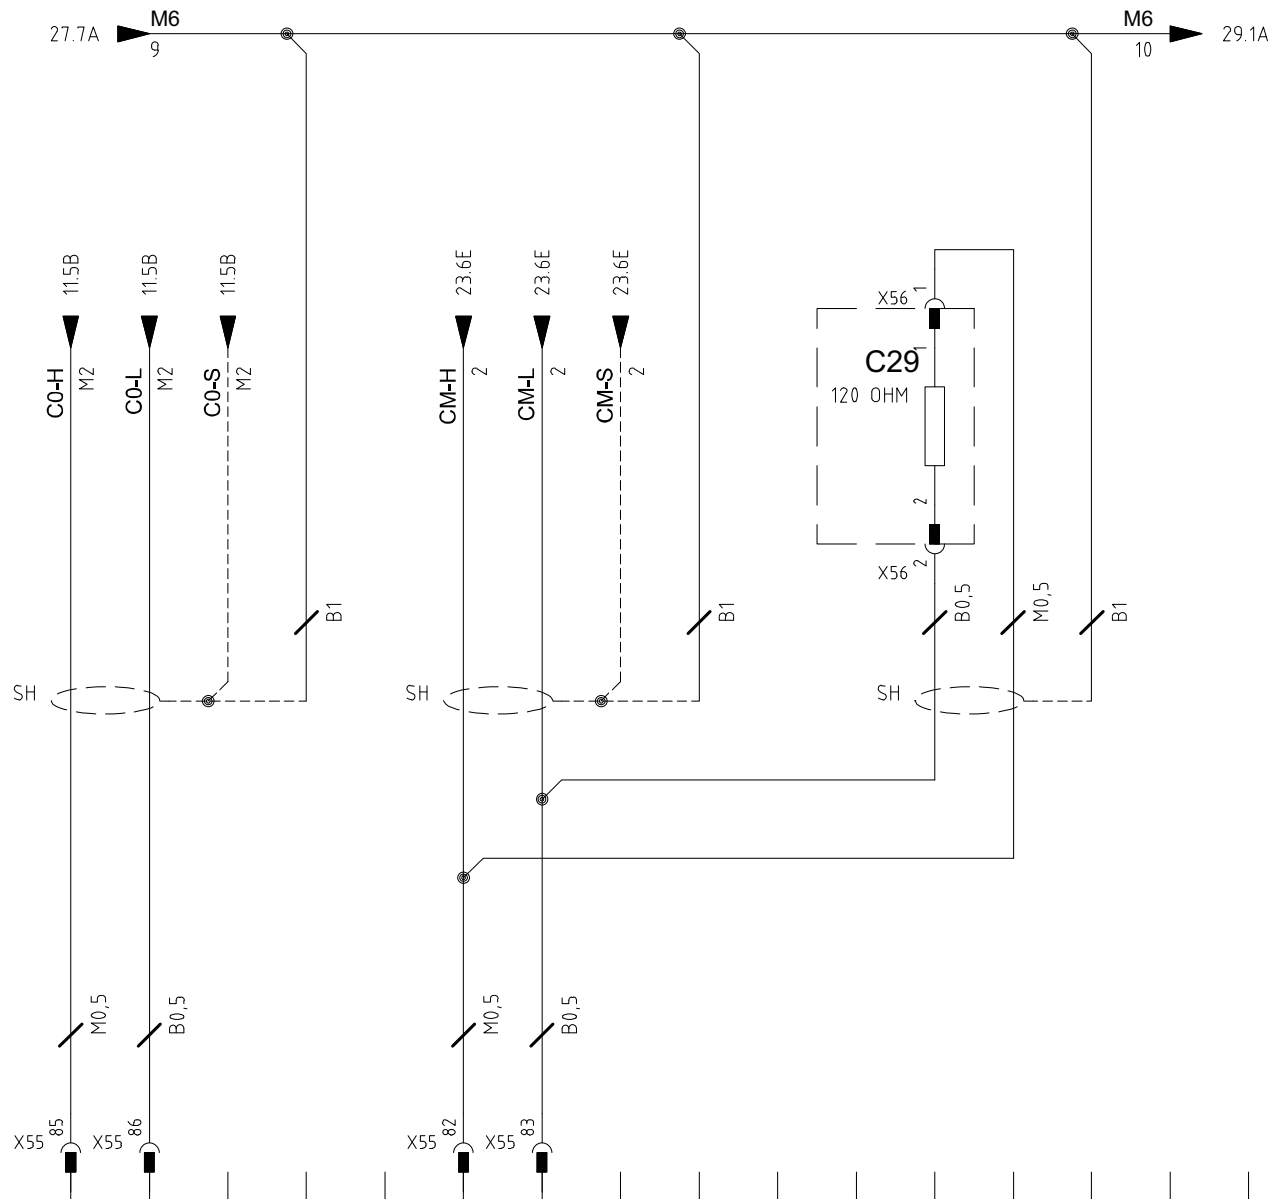 27.7A M6 M6 29.1A
9 10
11.5B 11.5B 11.5B 23.6E 23.6E 23.6E
X56 1
C0-H M2 C0-L M2 C0-S M2 CM-H 2 CM-L 2 CM-S 2
1
C29
120 OHM
2
X56 2
B1 B1 B0,5 M0,5 B1
SH SH SH
M0,5 B0,5 M0,5 B0,5
X55 85 X55 86 X55 82 X55 83